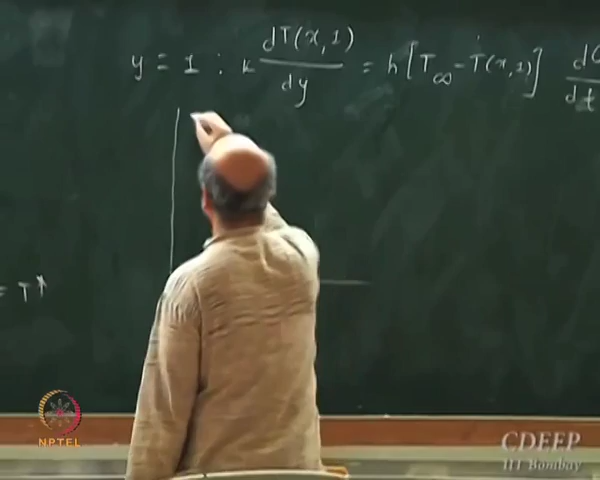 y = 1 : k dT(x,1)/dy = h[T∞ - T(x,1)]
= T*
NPTEL
CDEEP
IIT Bombay